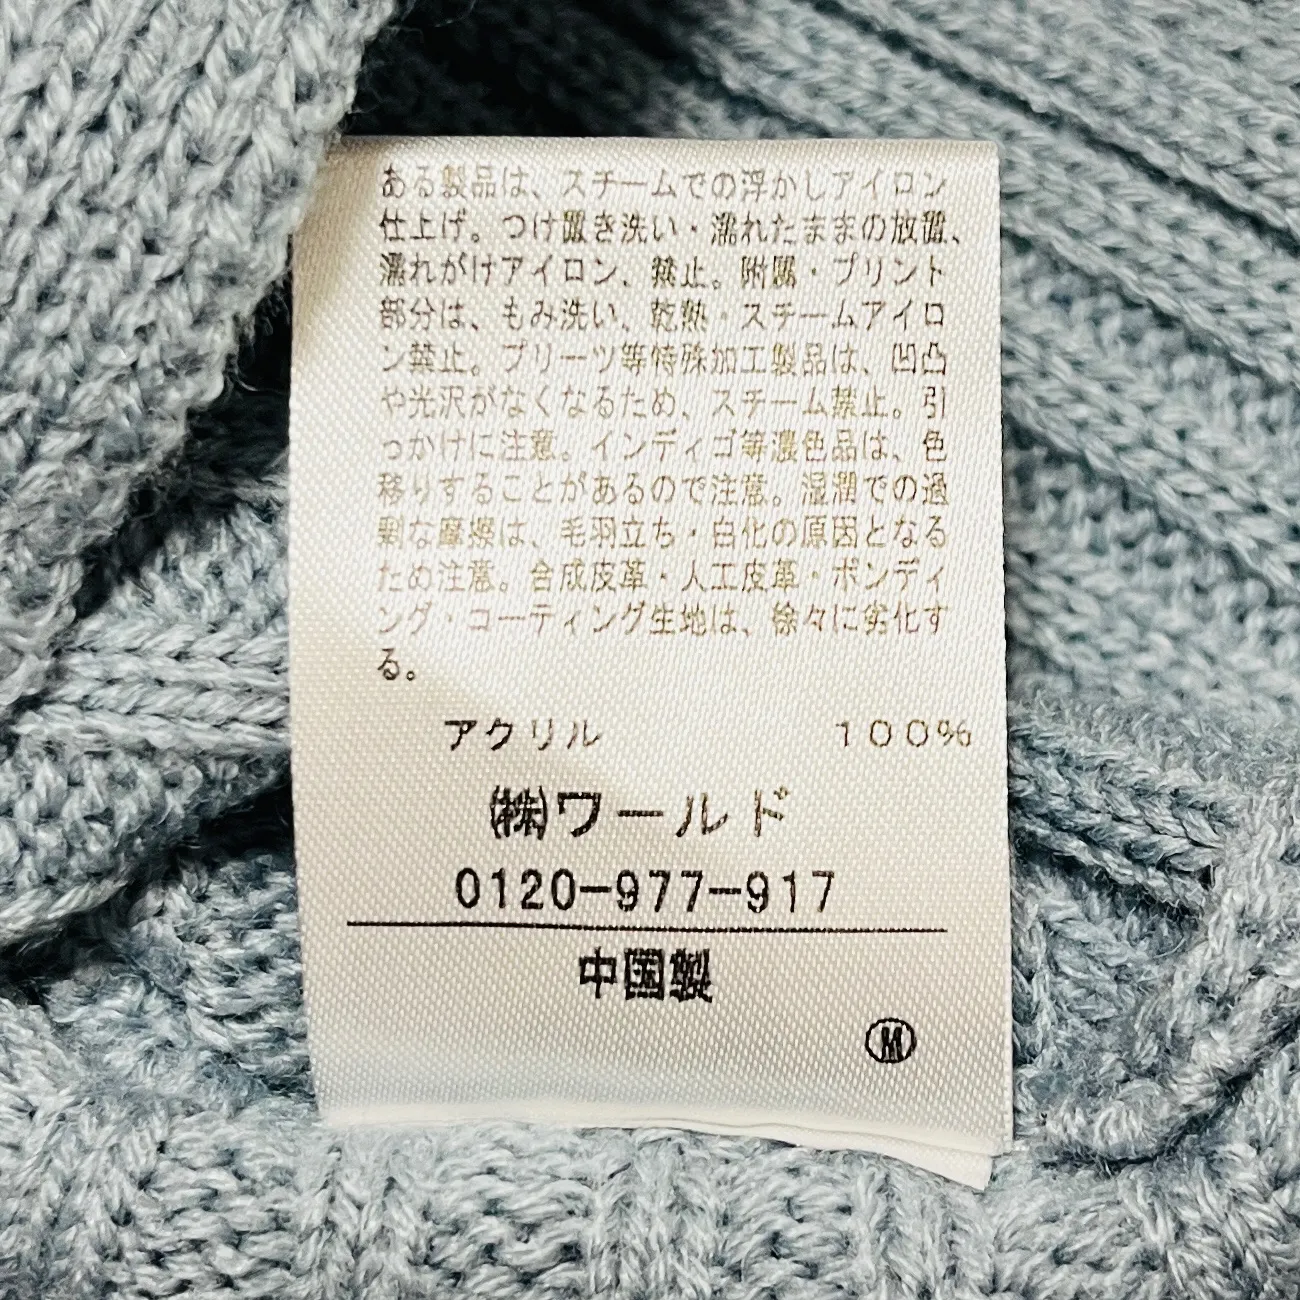 ある製品は、スチームでの浮かしアイロン
仕上げ。つけ置き洗い・濡れたままの放置、
濡れがけアイロン、禁止。附属・プリント
部分は、もみ洗い、乾熱・スチームアイロ
ン禁止。プリーツ等特殊加工製品は、凹凸
や光沢がなくなるため、スチーム禁止。引
っかけに注意。インディゴ等濃色品は、色
移りすることがあるので注意。湿潤での過
剰な摩擦は、毛羽立ち・白化の原因となる
ため注意。合成皮革・人工皮革・ボンディ
ング・コーティング生地は、徐々に劣化す
る。
アクリル 100%
㈱ワールド
0120-977-917
中国製
Ⓜ